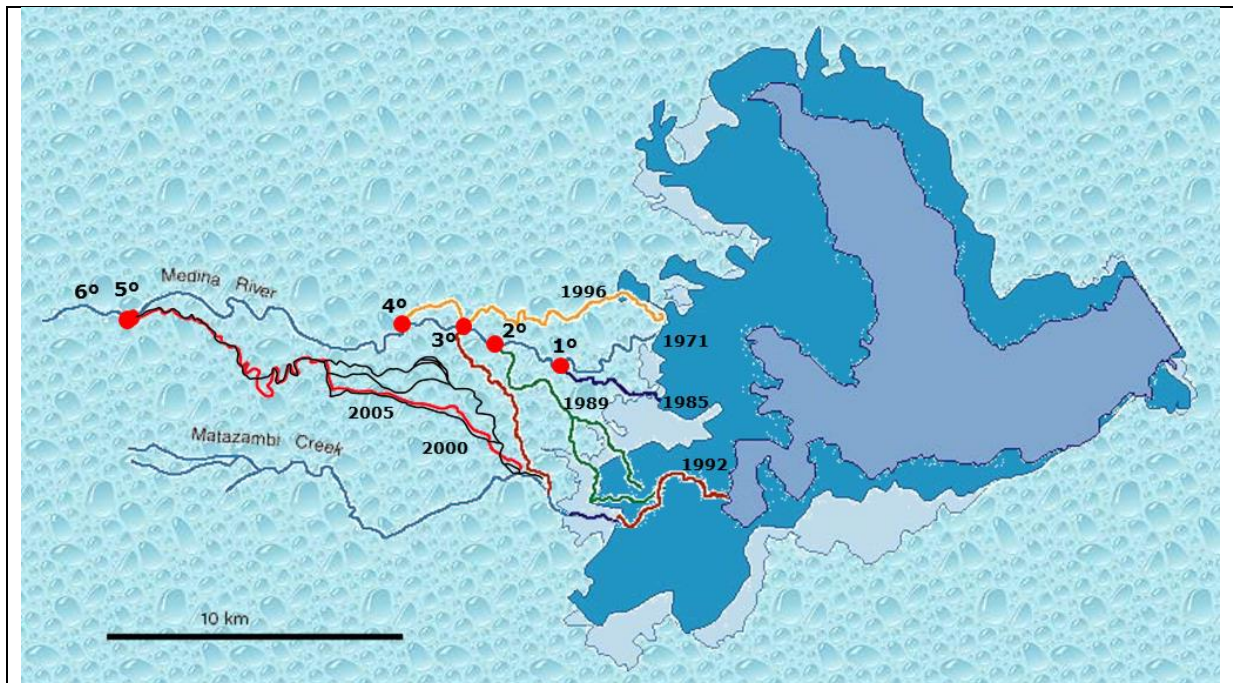 Medina River
6º
5º
4º
3º
2º
1º
1996
1971
1985
1989
1992
2005
2000
Matazambi Creek
10 km